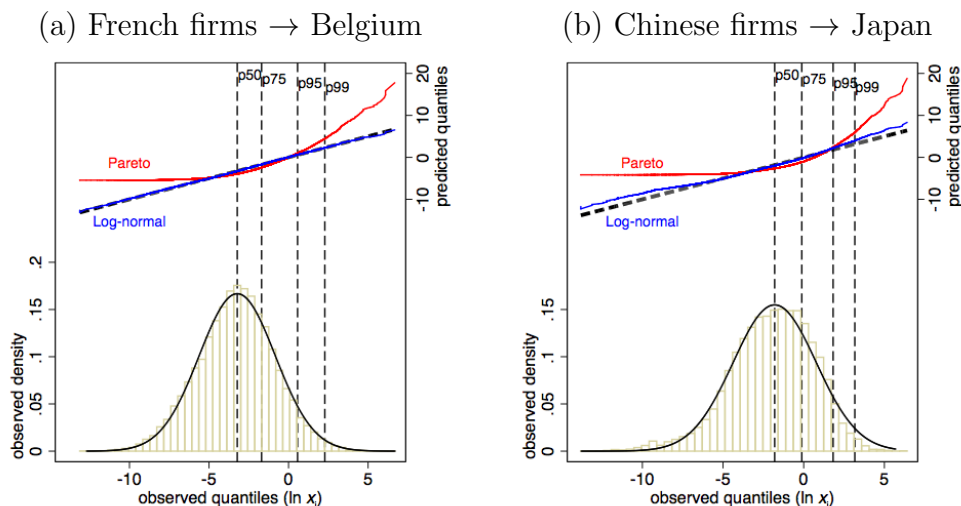 (a) French firms → Belgium
(b) Chinese firms → Japan
p50
p75
p95
p99
20
10
0
-10
predicted quantiles
Pareto
Log-normal
.2
.15
.1
.05
0
observed density
-10
-5
0
5
observed quantiles (ln xi)
p50
p75
p95
p99
20
10
0
-10
predicted quantiles
Pareto
Log-normal
.2
.15
.1
.05
0
observed density
-10
-5
0
5
observed quantiles (ln xi)